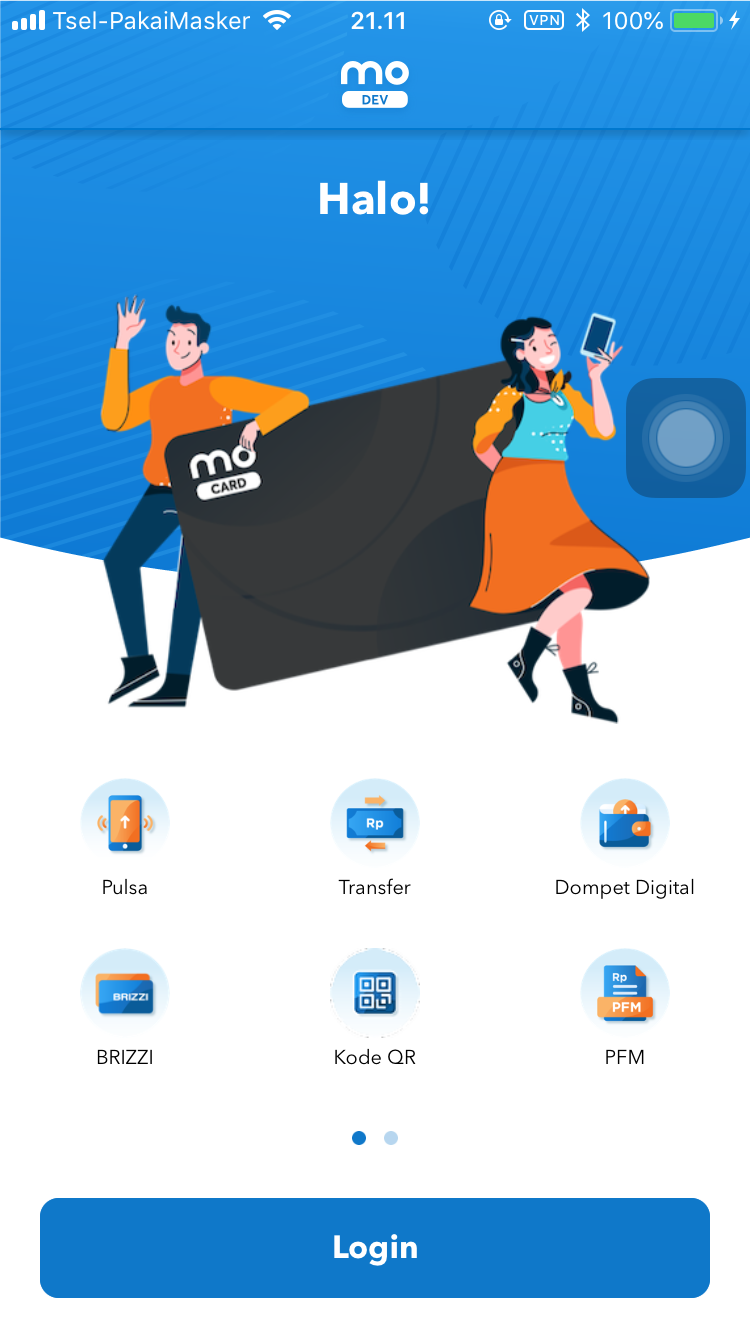 Tsel-PakaiMasker 21.11 VPN 100%
mo
DEV
Halo!
mo
CARD
Rp
Pulsa Transfer Dompet Digital
BRIZZI
Rp
PFM
BRIZZI Kode QR PFM
Login